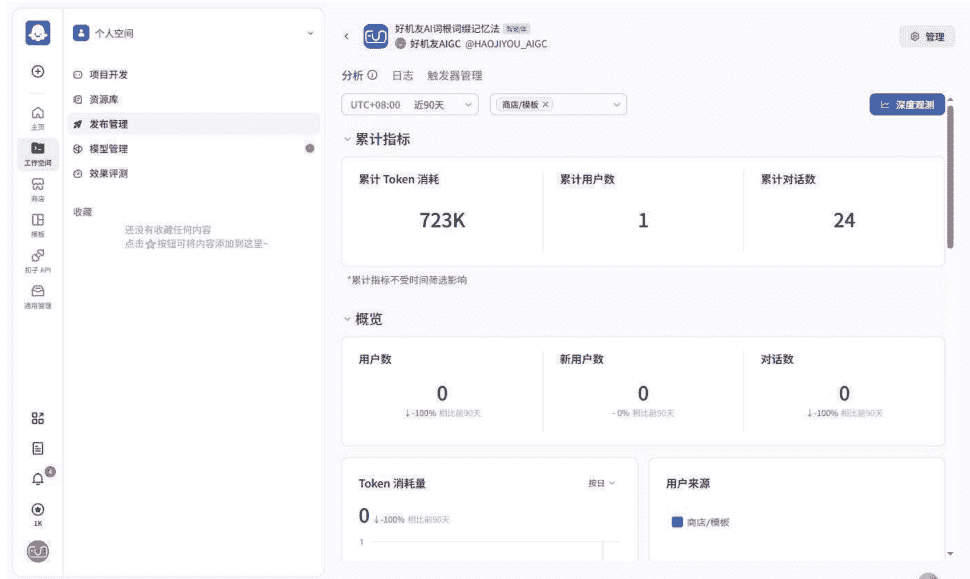 主页
工作空间
商店
模板
扣子 API
通用管理
4
1K
个人空间
项目开发
资源库
发布管理
模型管理
效果评测
收藏
还没有收藏任何内容
点击☆按钮可将内容添加到这里~
好机友AI词根词缀记忆法 智能体
好机友AIGC @HAOJIYOU_AIGC
管理
分析 日志 触发器管理
UTC+08:00 近90天
商店/模板 ×
深度观测
累计指标
累计 Token 消耗
723K
累计用户数
1
累计对话数
24
*累计指标不受时间筛选影响
概览
用户数
0
↓-100% 相比前90天
新用户数
0
- 0% 相比前90天
对话数
0
↓-100% 相比前90天
Token 消耗量
按日
0 ↓-100% 相比前90天
1
用户来源
商店/模板